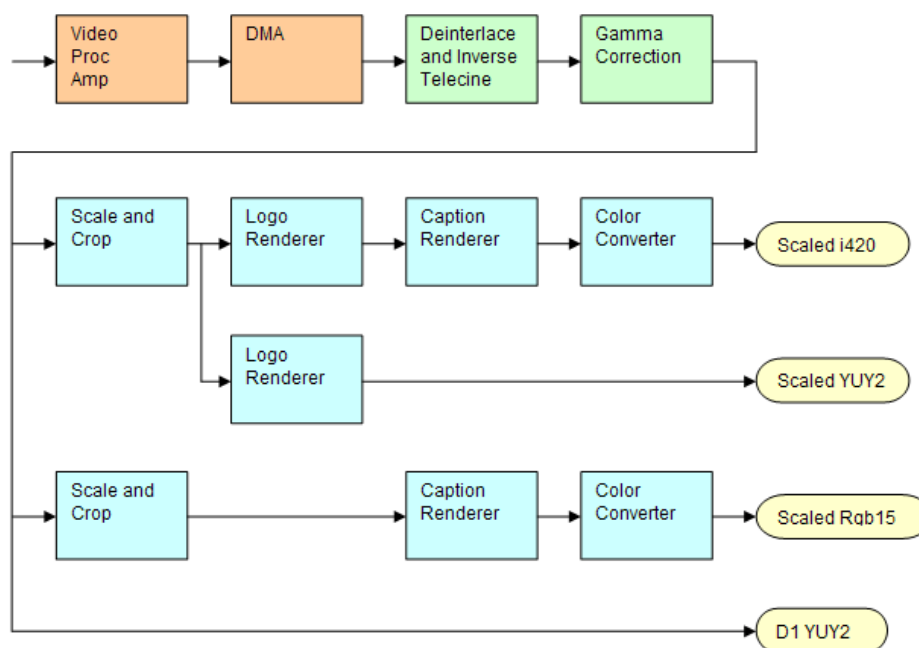 Video
Proc
Amp
DMA
Deinterlace
and Inverse
Telecine
Gamma
Correction
Scale and
Crop
Logo
Renderer
Caption
Renderer
Color
Converter
Scaled i420
Logo
Renderer
Scaled YUY2
Scale and
Crop
Caption
Renderer
Color
Converter
Scaled Rgb15
D1 YUY2